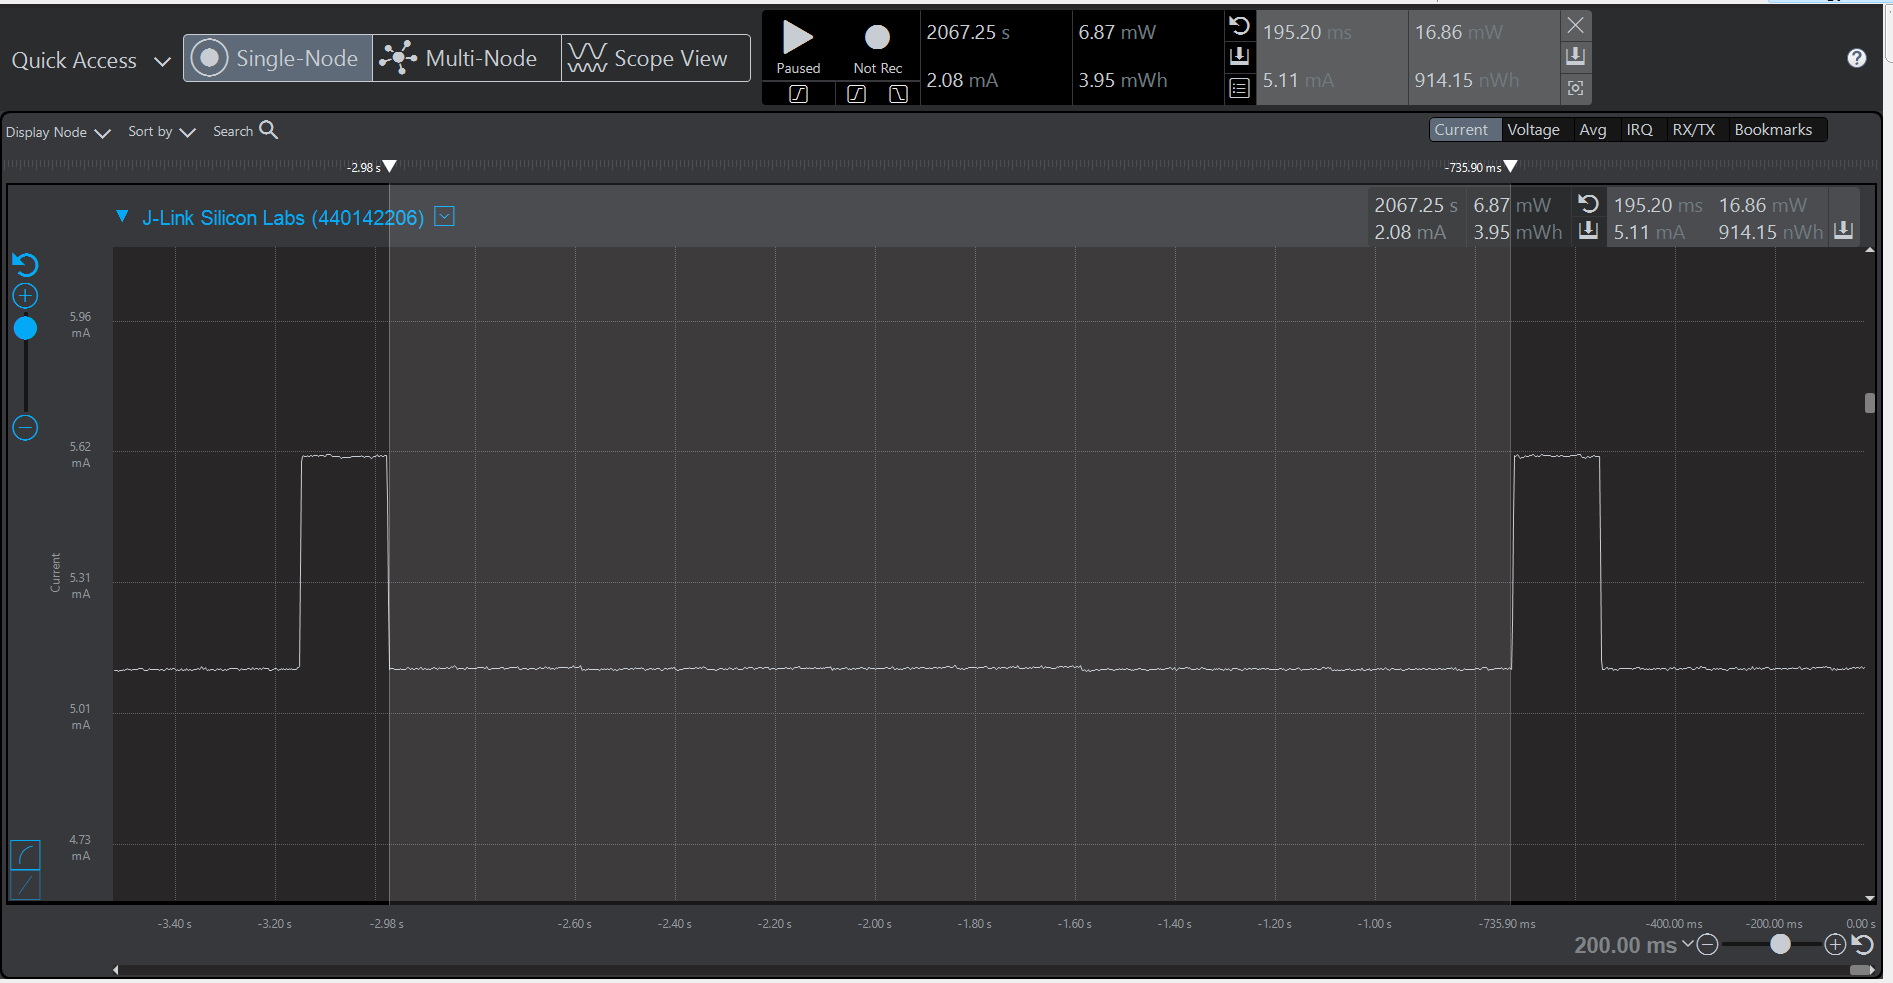 Quick Access
Single-Node
Multi-Node
Scope View
Paused
Not Rec
2067.25 s
6.87 mW
2.08 mA
3.95 mWh
195.20 ms
16.86 mW
5.11 mA
914.15 nWh
Display Node
Sort by
Search
Current
Voltage
Avg
IRQ
RX/TX
Bookmarks
-2.98 s
-735.90 ms
J-Link Silicon Labs (440142206)
2067.25 s
6.87 mW
195.20 ms
16.86 mW
2.08 mA
3.95 mWh
5.11 mA
914.15 nWh
5.96
mA
5.62
mA
Current
5.31
mA
5.01
mA
4.73
mA
-3.40 s
-3.20 s
-2.98 s
-2.60 s
-2.40 s
-2.20 s
-2.00 s
-1.80 s
-1.60 s
-1.40 s
-1.20 s
-1.00 s
-735.90 ms
-400.00 ms
-200.00 ms
0.00 s
200.00 ms